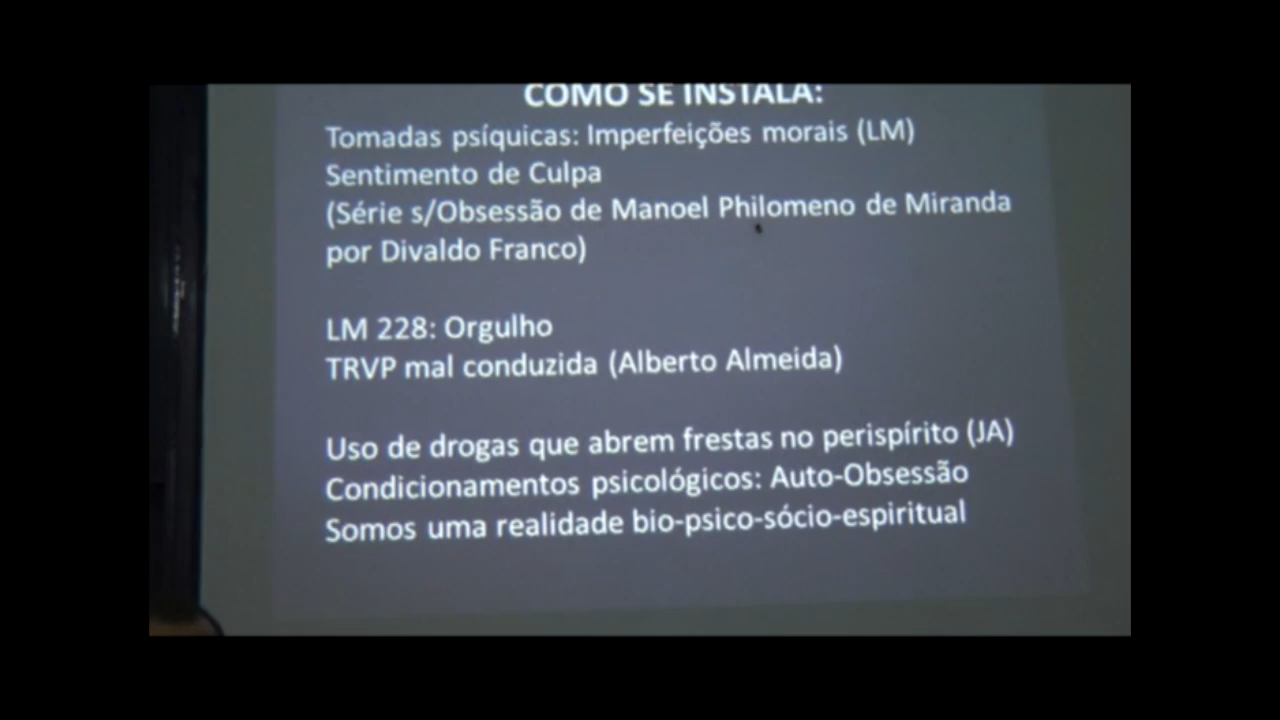 COMO SE INSTALA:
Tomadas psíquicas: Imperfeições morais (LM)
Sentimento de Culpa
(Série s/Obsessão de Manoel Philomeno de Miranda
por Divaldo Franco)
LM 228: Orgulho
TRVP mal conduzida (Alberto Almeida)
Uso de drogas que abrem frestas no perispírito (JA)
Condicionamentos psicológicos: Auto-Obsessão
Somos uma realidade bio-psico-sócio-espiritual